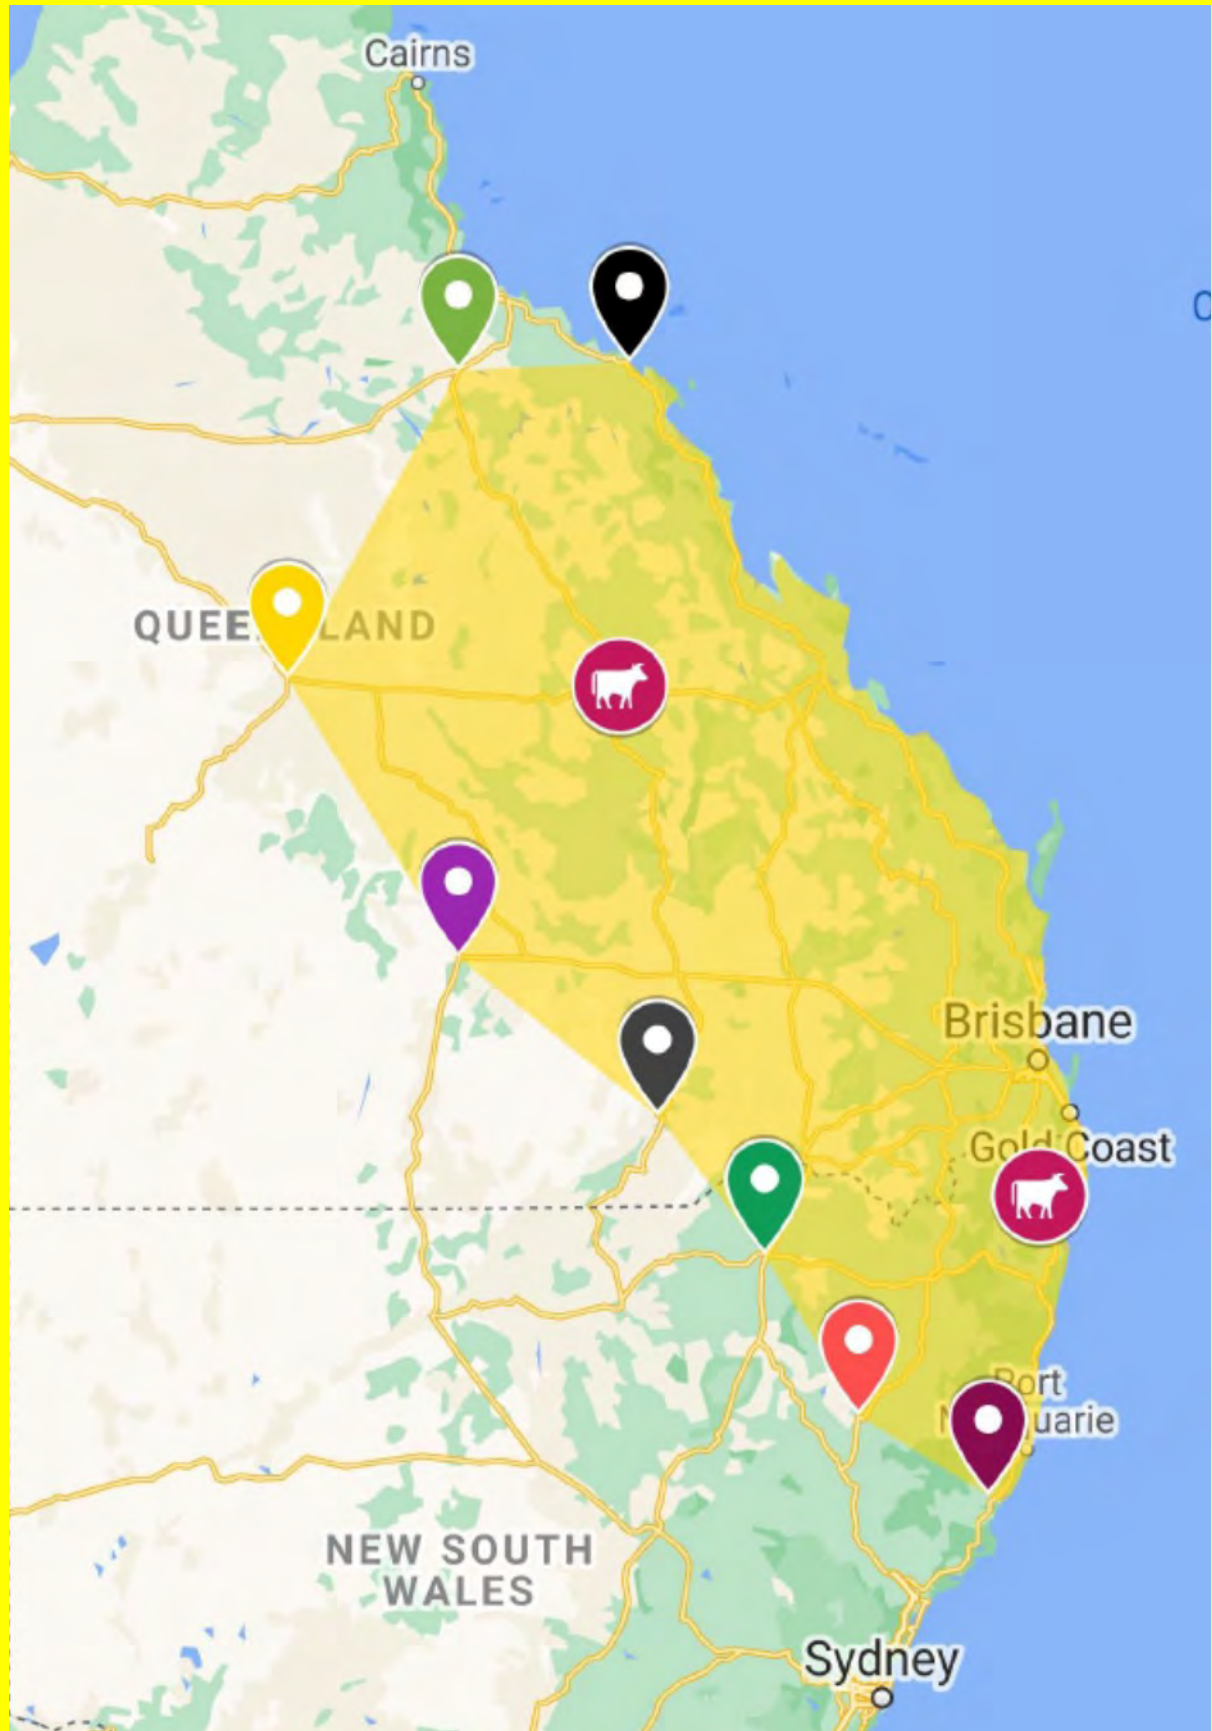 Cairns
QUEE LAND
Brisbane
Gold Coast
Port
uarie
NEW SOUTH
WALES
Sydney